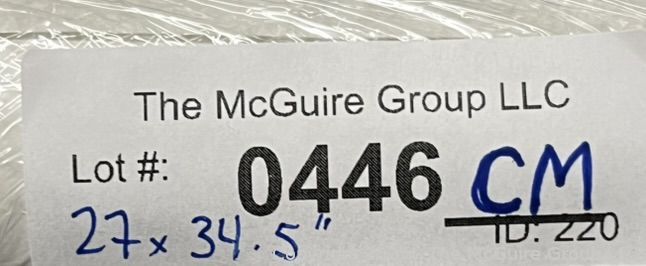 The McGuire Group LLC
Lot #: 0446 CM
ID: 220
27 x 34.5"